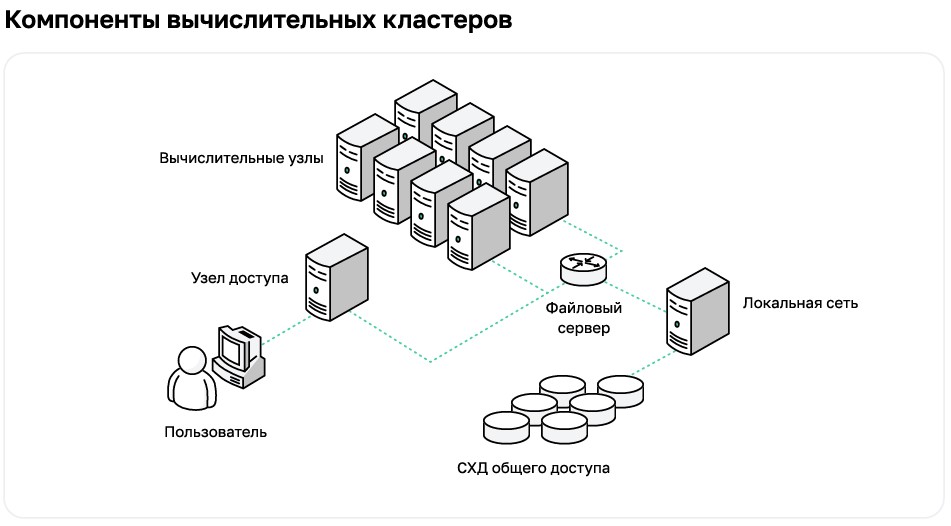 Компоненты вычислительных кластеров
Вычислительные узлы
Узел доступа
Файловый
сервер
Локальная сеть
Пользователь
СХД общего доступа